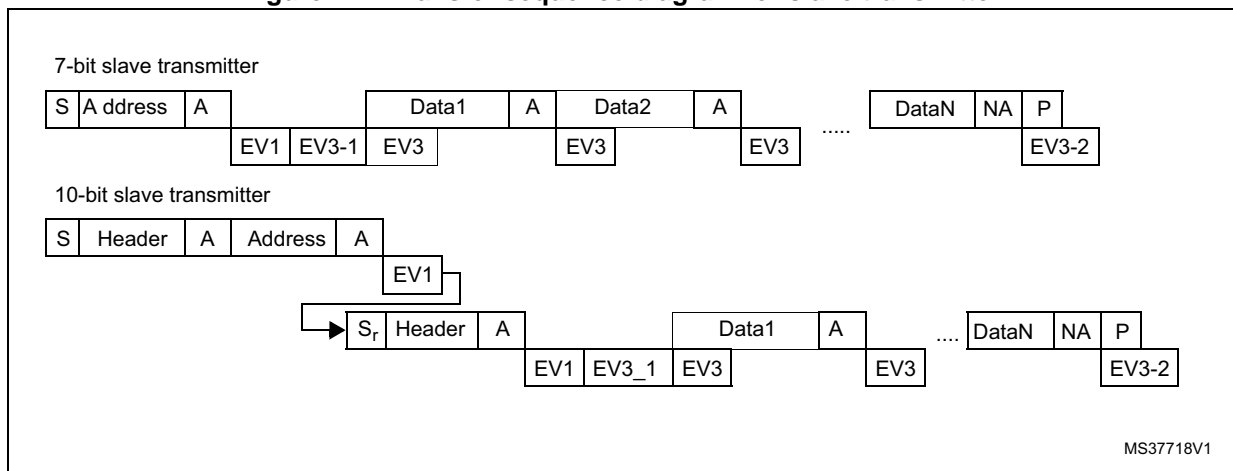 7-bit slave transmitter
S A ddress A Data1 A Data2 A ..... DataN NA P
EV1 EV3-1 EV3 EV3 EV3 EV3-2
10-bit slave transmitter
S Header A Address A
EV1
Sr Header A Data1 A .... DataN NA P
EV1 EV3_1 EV3 EV3 EV3-2
MS37718V1